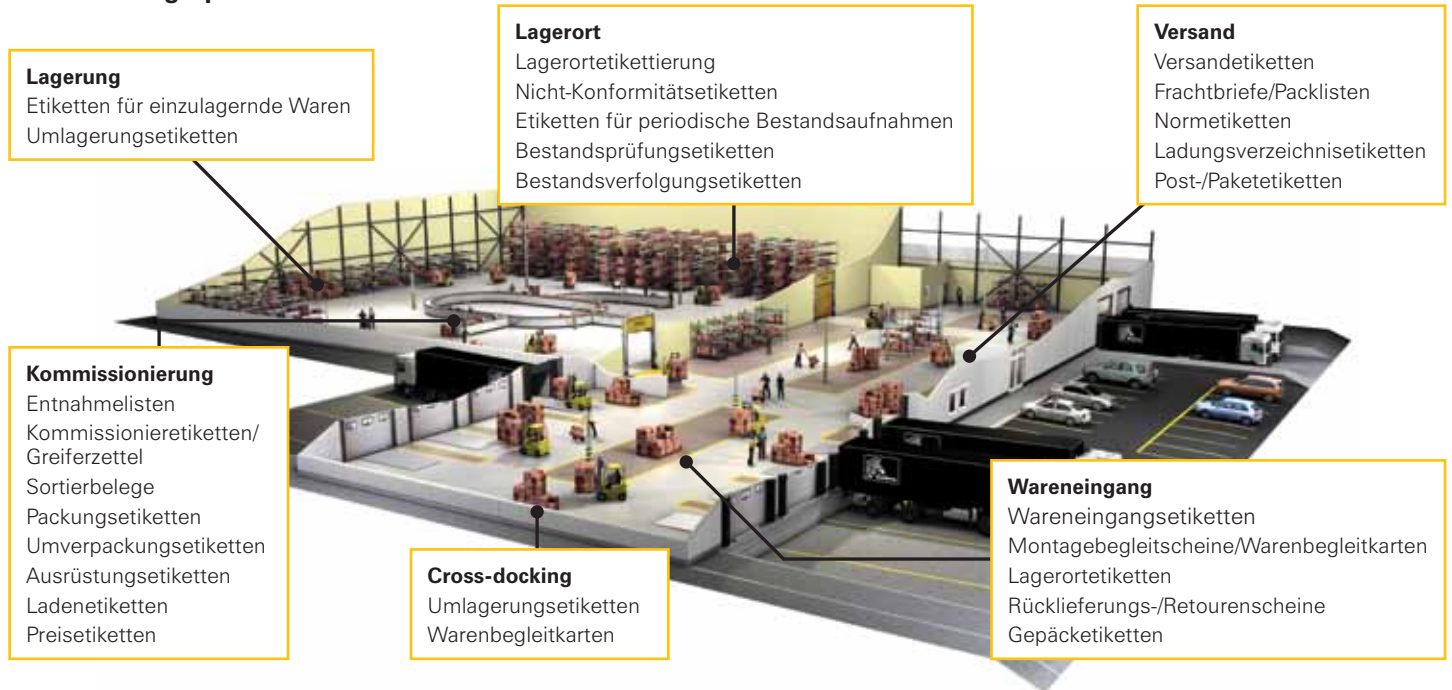 Lagerung
Etiketten für einzulagernde Waren
Umlagerungsetiketten
Lagerort
Lagerortetikettierung
Nicht-Konformitätsetiketten
Etiketten für periodische Bestandsaufnahmen
Bestandsprüfungsetiketten
Bestandsverfolgungsetiketten
Versand
Versandetiketten
Frachtbriefe/Packlisten
Normetiketten
Ladungsverzeichnisetiketten
Post-/Paketetiketten
Kommissionierung
Entnahmelisten
Kommissionieretiketten/
Greiferzettel
Sortierbelege
Packungsetiketten
Umverpackungsetiketten
Ausrüstungsetiketten
Ladenetiketten
Preisetiketten
Cross-docking
Umlagerungsetiketten
Warenbegleitkarten
Wareneingang
Wareneingangsetiketten
Montagebegleitscheine/Warenbegleitkarten
Lagerortetiketten
Rücklieferungs-/Retourenscheine
Gepäcketiketten